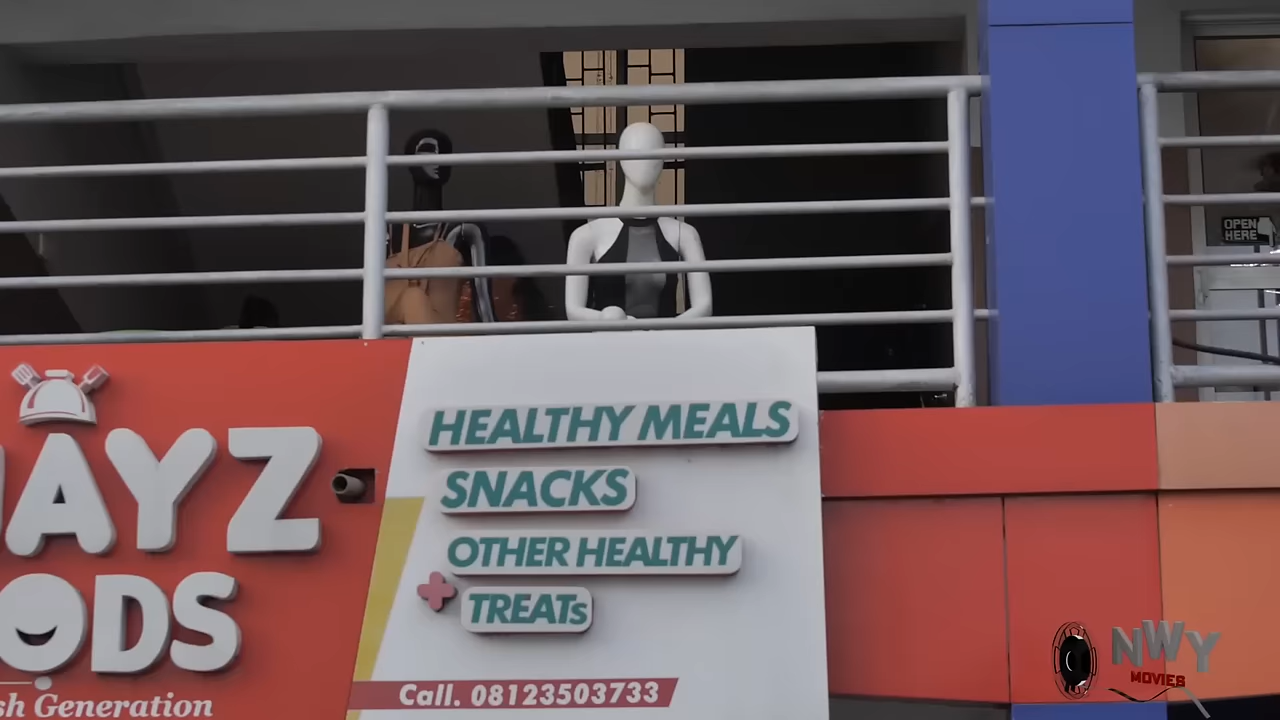 OPEN
HERE
AYZ
ODS
sh Generation
HEALTHY MEALS
SNACKS
OTHER HEALTHY
+ TREATs
Call. 08123503733
NWY
MOVIES